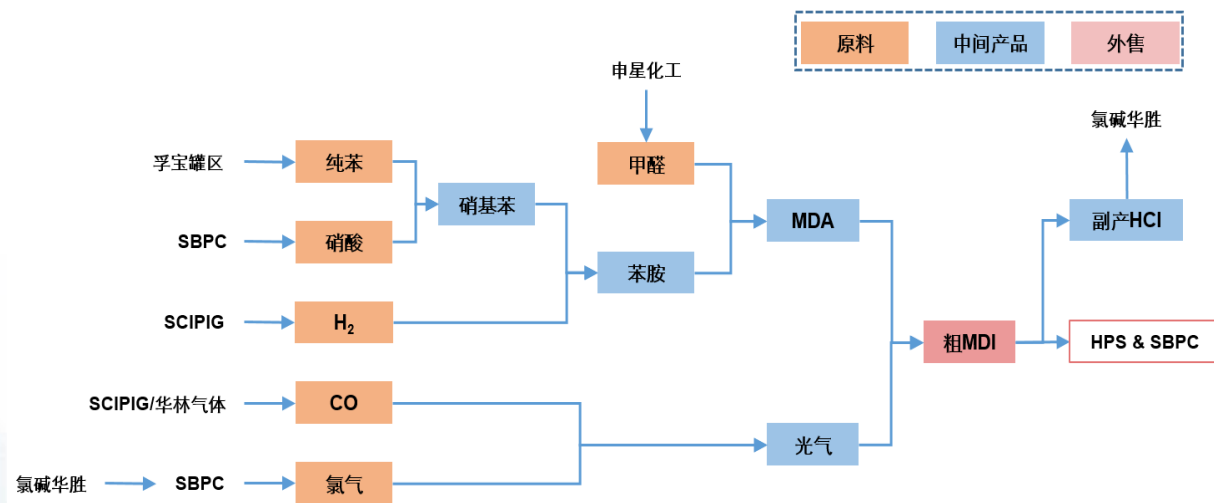 原料
中间产品
外售
申星化工
氯碱华胜
孚宝罐区
纯苯
甲醛
硝基苯
MDA
副产HCl
SBPC
硝酸
苯胺
SCIPIG
H₂
粗MDI
HPS & SBPC
SCIPIG/华林气体
CO
光气
氯碱华胜
SBPC
氯气